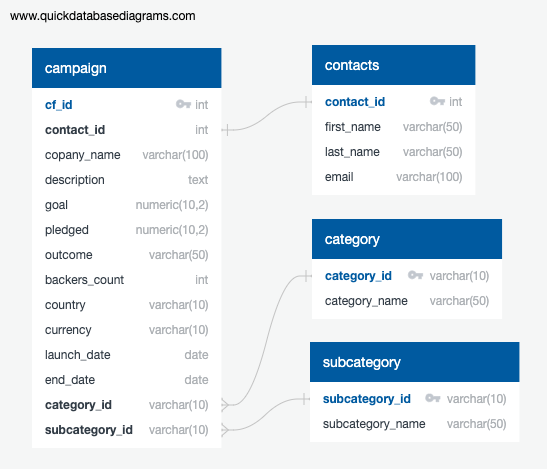 www.quickdatabasediagrams.com
campaign
cf_id int
contact_id int
copany_name varchar(100)
description text
goal numeric(10,2)
pledged numeric(10,2)
outcome varchar(50)
backers_count int
country varchar(10)
currency varchar(10)
launch_date date
end_date date
category_id varchar(10)
subcategory_id varchar(10)
contacts
contact_id int
first_name varchar(50)
last_name varchar(50)
email varchar(100)
category
category_id varchar(10)
category_name varchar(50)
subcategory
subcategory_id varchar(10)
subcategory_name varchar(50)